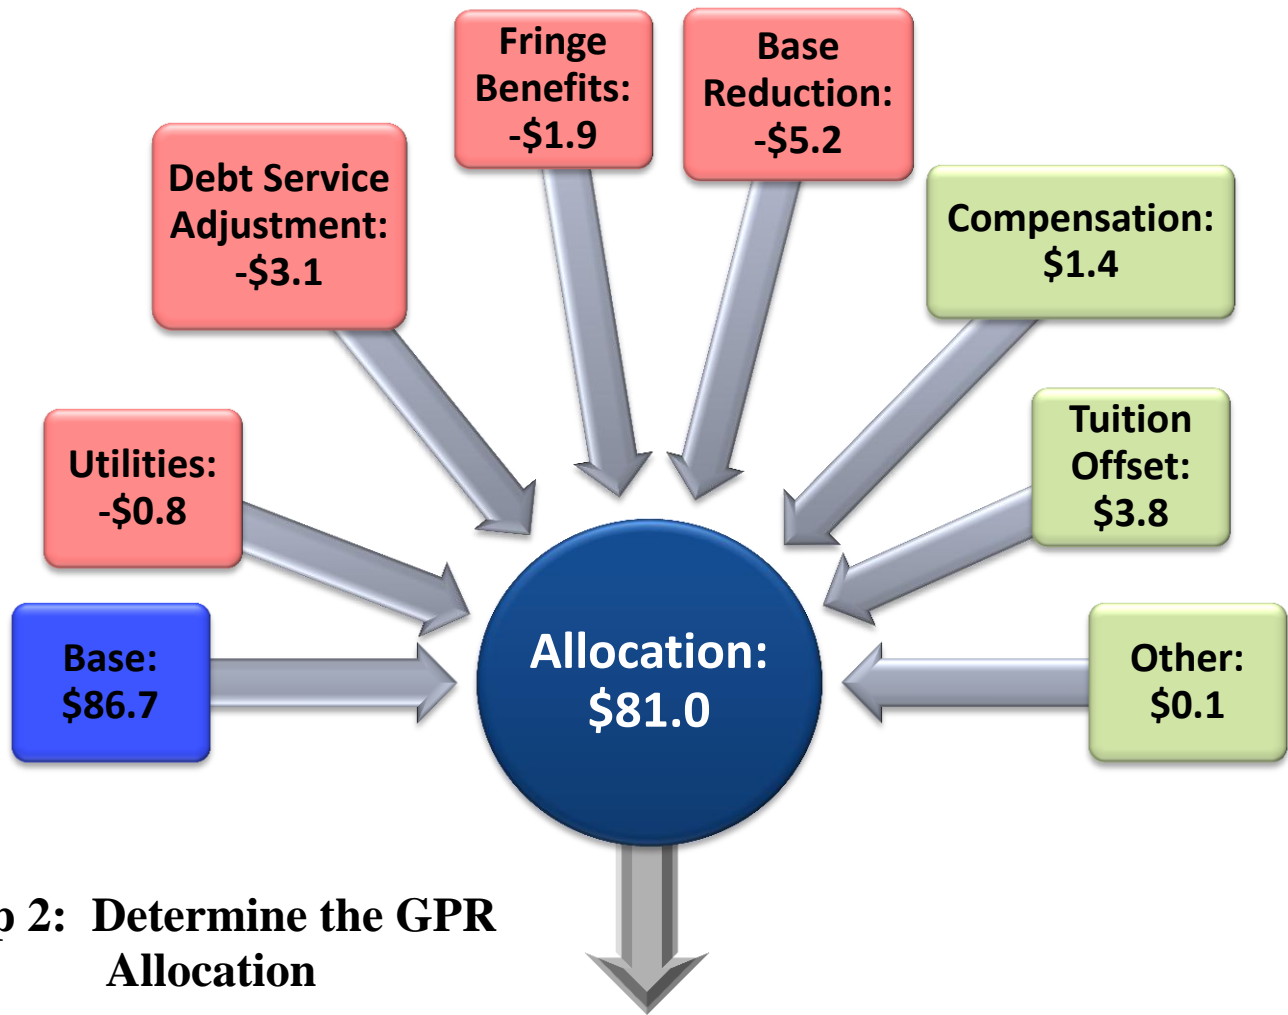 Fringe
Benefits:
-$1.9
Base
Reduction:
-$5.2
Debt Service
Adjustment:
-$3.1
Compensation:
$1.4
Utilities:
-$0.8
Tuition
Offset:
$3.8
Base:
$86.7
Allocation:
$81.0
Other:
$0.1
2: Determine the GPR
Allocation